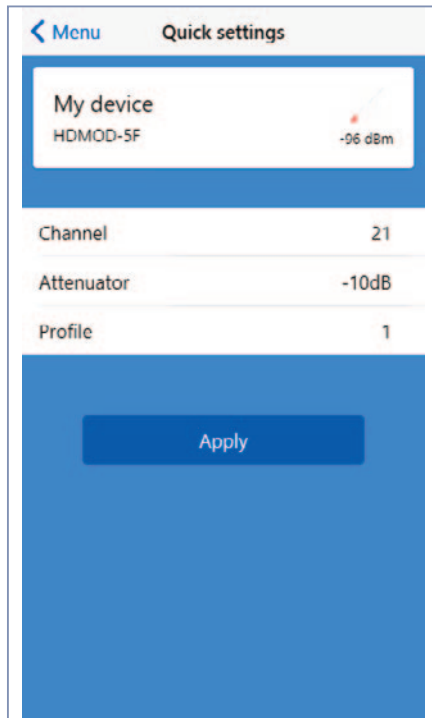 Menu Quick settings
My device
HDMOD-5F -96 dBm
Channel 21
Attenuator -10dB
Profile 1
Apply